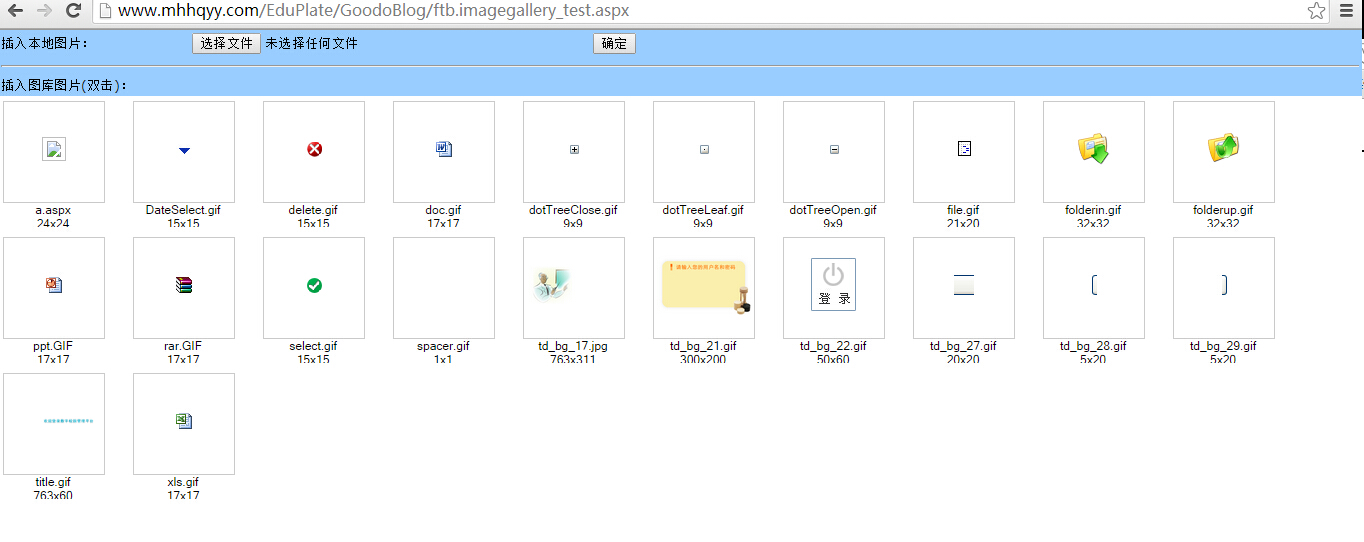 www.mhhqyy.com/EduPlate/GoodoBlog/ftb.imagegallery_test.aspx
插入本地图片: 选择文件 未选择任何文件 确定
插入图库图片(双击):
a.aspx DateSelect.gif delete.gif doc.gif dotTreeClose.gif dotTreeLeaf.gif dotTreeOpen.gif file.gif folderin.gif folderup.gif
24x24 15x15 15x15 17x17 9x9 9x9 9x9 21x20 32x32 32x32
请输入您的用户名和密码
登 录
ppt.GIF rar.GIF select.gif spacer.gif td_bg_17.jpg td_bg_21.gif td_bg_22.gif td_bg_27.gif td_bg_28.gif td_bg_29.gif
17x17 17x17 15x15 1x1 763x311 300x200 50x60 20x20 5x20 5x20
title.gif xls.gif
763x60 17x17